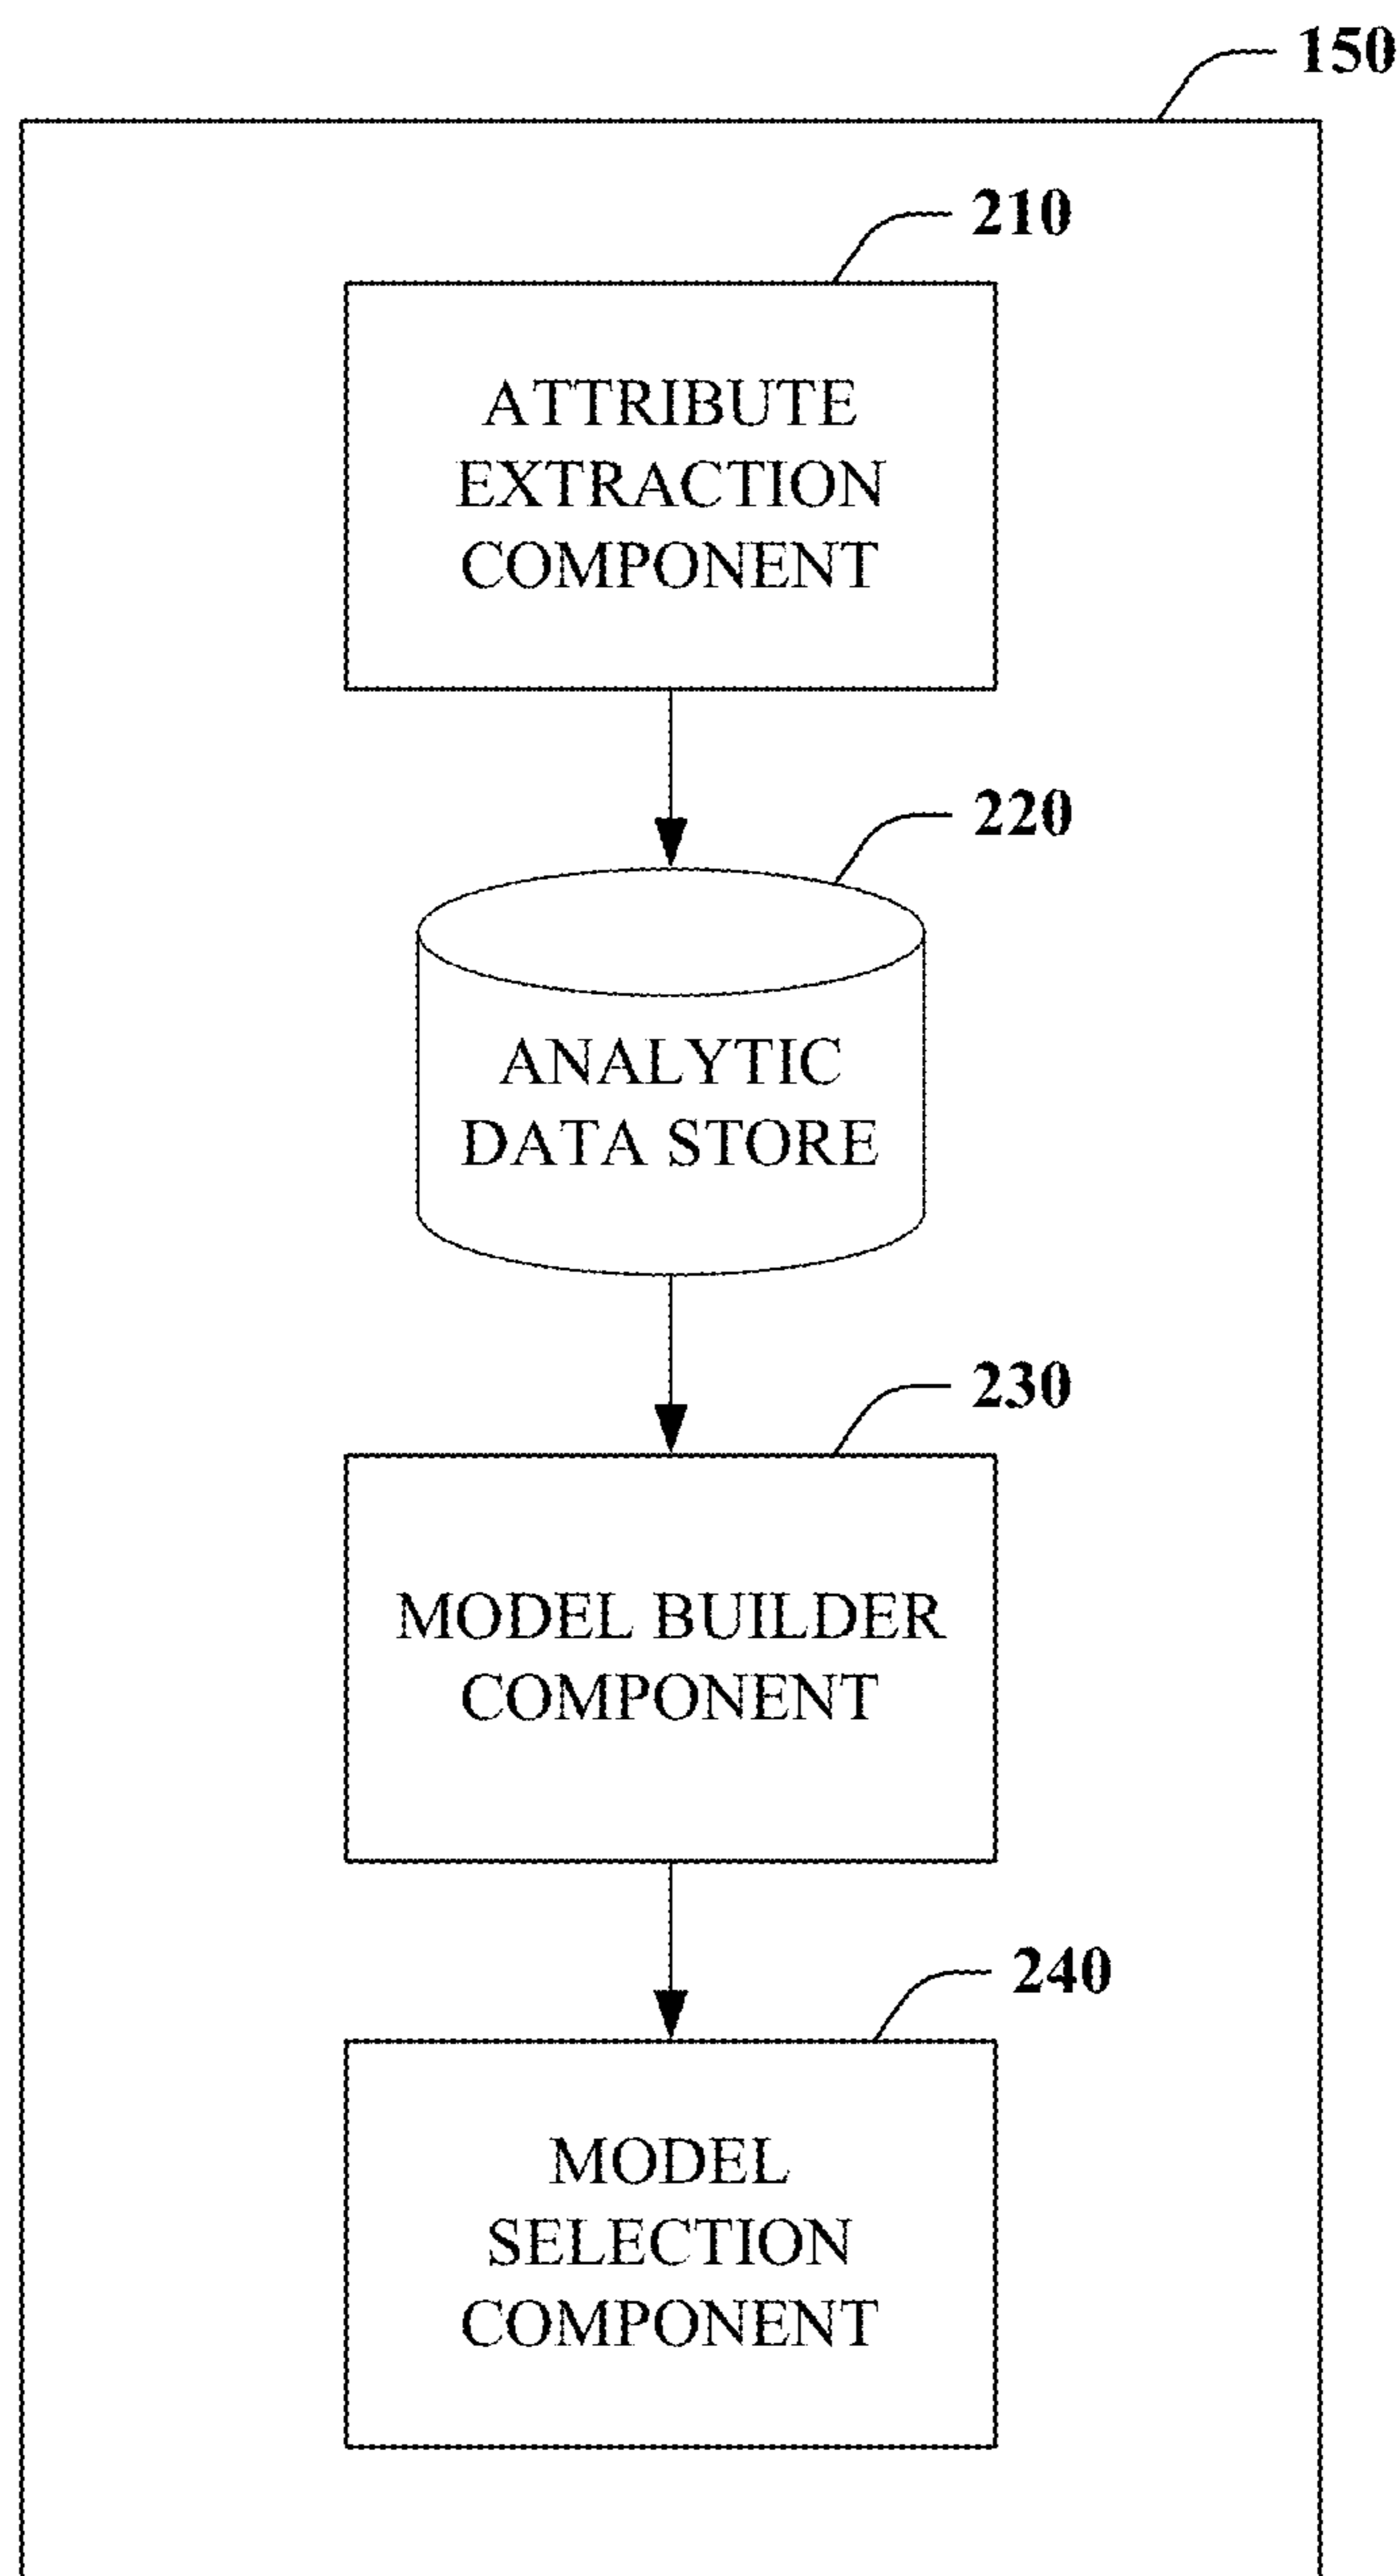 150
210
ATTRIBUTE
EXTRACTION
COMPONENT
220
ANALYTIC
DATA STORE
230
MODEL BUILDER
COMPONENT
240
MODEL
SELECTION
COMPONENT